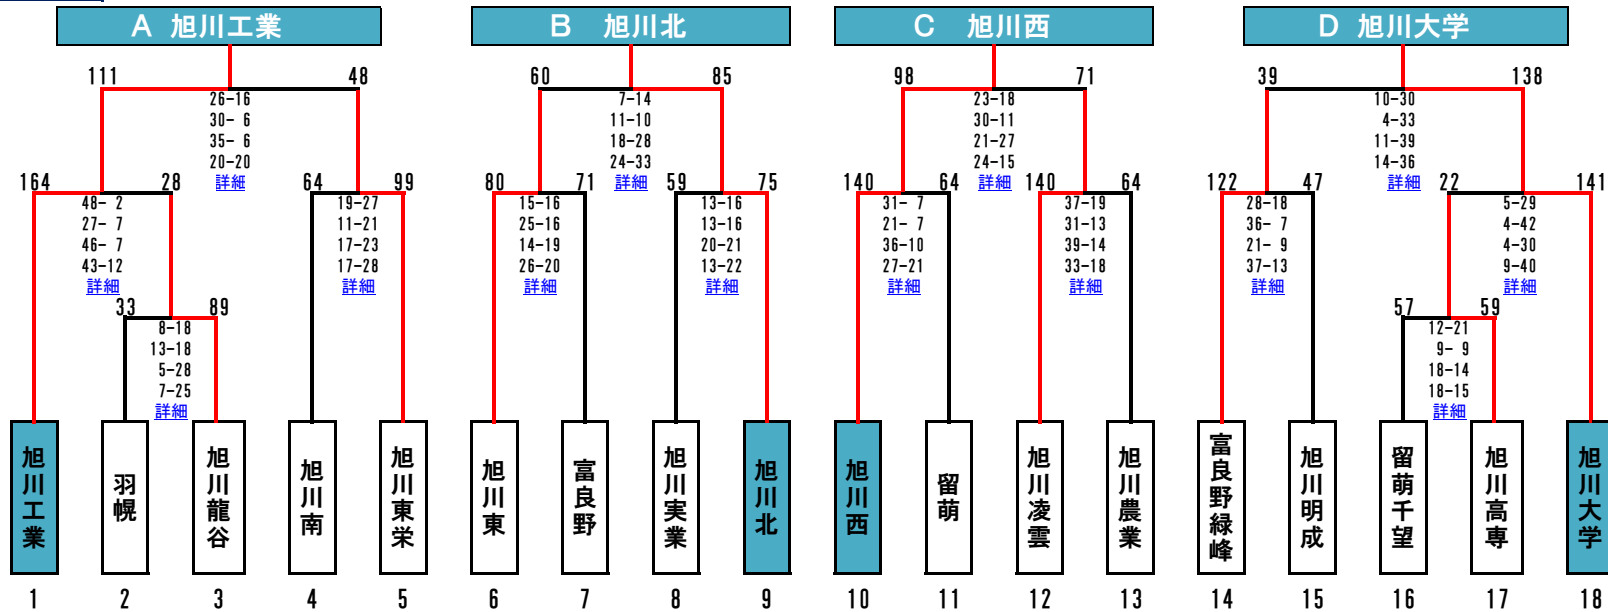 A 旭川工業
B 旭川北
C 旭川西
D 旭川大学
111 48
26-16
30- 6
35- 6
20-20
詳細
60 85
7-14
11-10
18-28
24-33
詳細
98 71
23-18
30-11
21-27
24-15
詳細
39 138
10-30
4-33
11-39
14-36
詳細
164 28
48- 2
27- 7
46- 7
43-12
詳細
64 99
19-27
11-21
17-23
17-28
詳細
80 71
15-16
25-16
14-19
26-20
詳細
59 75
13-16
13-16
20-21
13-22
詳細
140 64
31- 7
21- 7
36-10
27-21
詳細
140 64
37-19
31-13
39-14
33-18
詳細
122 47
28-18
36- 7
21- 9
37-13
詳細
22 141
5-29
4-42
4-30
9-40
詳細
33 89
8-18
13-18
5-28
7-25
詳細
57 59
12-21
9- 9
18-14
18-15
詳細
旭川工業
羽幌
旭川龍谷
旭川南
旭川東栄
旭川東
富良野
旭川実業
旭川北
旭川西
留萌
旭川凌雲
旭川農業
富良野緑峰
旭川明成
留萌千望
旭川高専
旭川大学
1 2 3 4 5 6 7 8 9 10 11 12 13 14 15 16 17 18